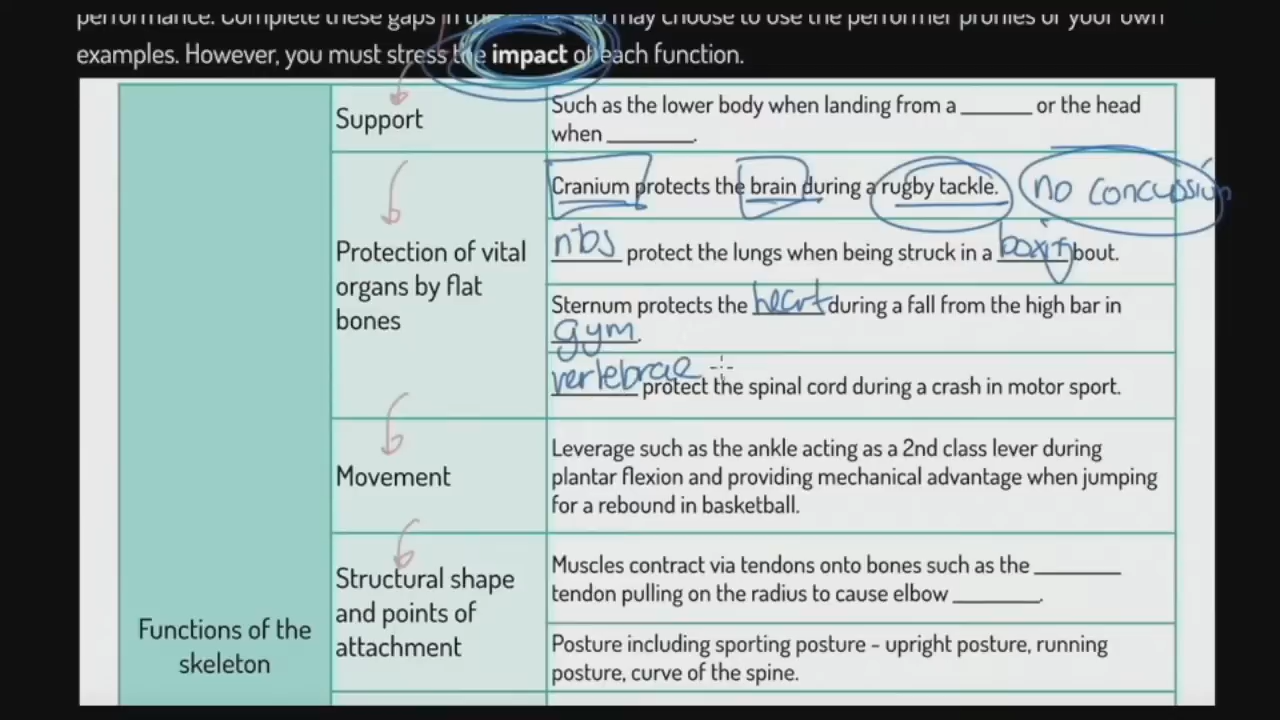 performance. Complete these gaps in the may choose to use the performer profiles or your own
examples. However, you must stress the impact of each function.
Support
Such as the lower body when landing from a ______ or the head
when ______.
Protection of vital
organs by flat
bones
Cranium protects the brain during a rugby tackle. no concussion
ribs protect the lungs when being struck in a boxing bout.
Sternum protects the heart during a fall from the high bar in
gym.
vertebrae protect the spinal cord during a crash in motor sport.
Movement
Leverage such as the ankle acting as a 2nd class lever during
plantar flexion and providing mechanical advantage when jumping
for a rebound in basketball.
Structural shape
and points of
attachment
Muscles contract via tendons onto bones such as the ______
tendon pulling on the radius to cause elbow ______.
Posture including sporting posture - upright posture, running
posture, curve of the spine.
Functions of the
skeleton